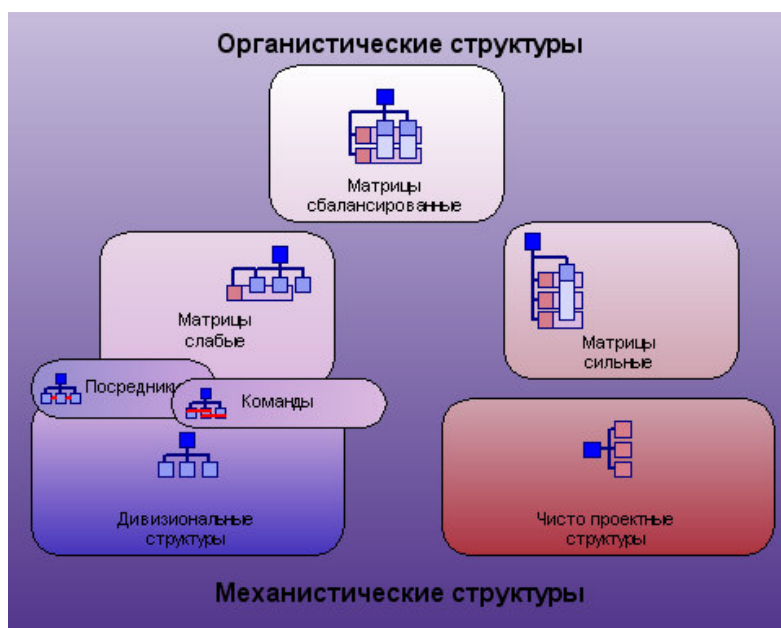 Органистические структуры
Матрицы
сбалансированные
Матрицы
слабые
Матрицы
сильные
Посредники
Команды
Дивизиональные
структуры
Чисто проектные
структуры
Механистические структуры